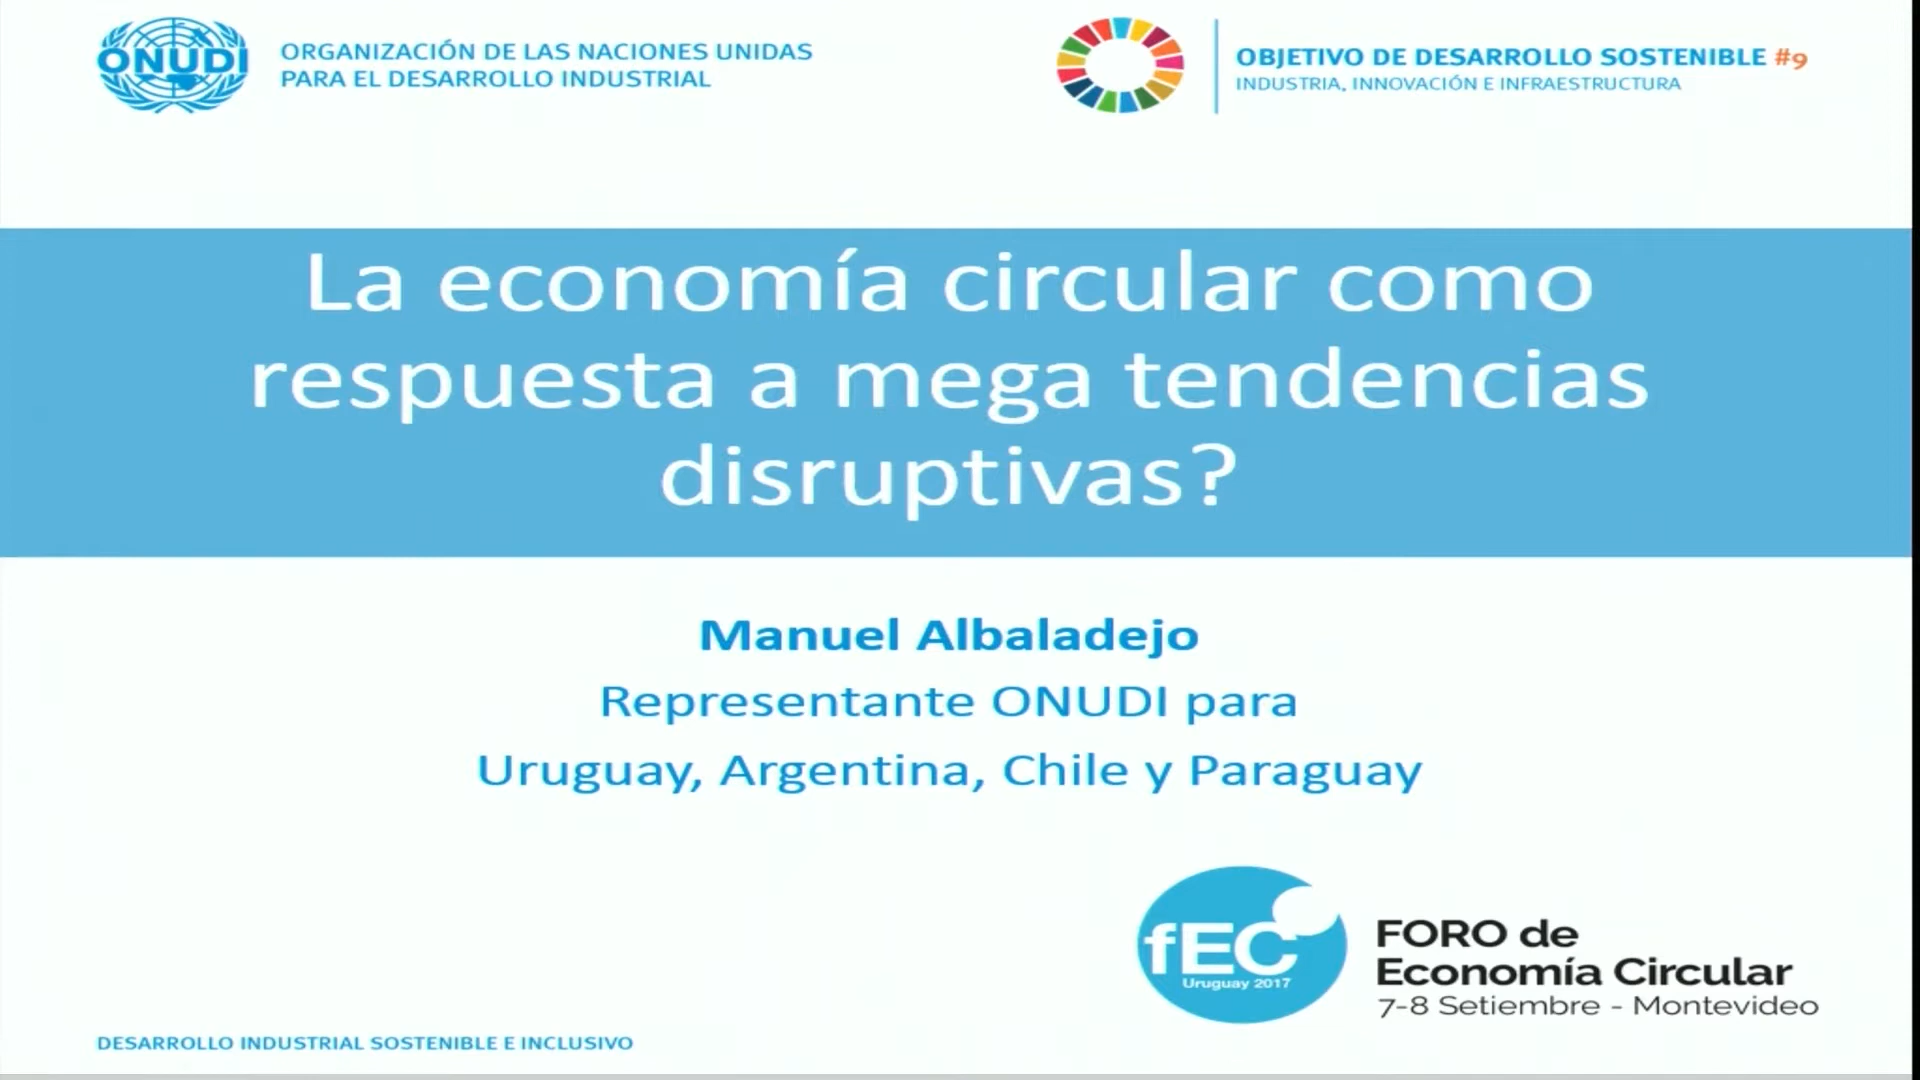 ONUDI
ORGANIZACIÓN DE LAS NACIONES UNIDAS
PARA EL DESARROLLO INDUSTRIAL
OBJETIVO DE DESARROLLO SOSTENIBLE #9
INDUSTRIA, INNOVACIÓN E INFRAESTRUCTURA
La economía circular como
respuesta a mega tendencias
disruptivas?
Manuel Albaladejo
Representante ONUDI para
Uruguay, Argentina, Chile y Paraguay
fEC
Uruguay 2017
FORO de
Economía Circular
7-8 Setiembre - Montevideo
DESARROLLO INDUSTRIAL SOSTENIBLE E INCLUSIVO